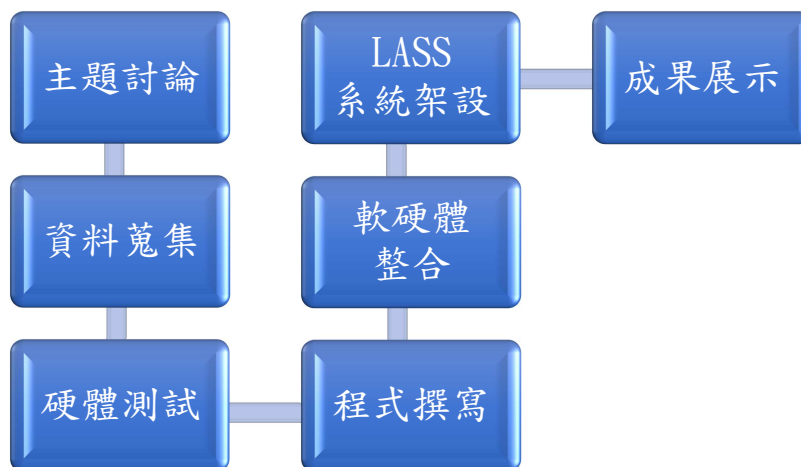 主題討論
資料蒐集
硬體測試
程式撰寫
軟硬體
整合
LASS
系統架設
成果展示